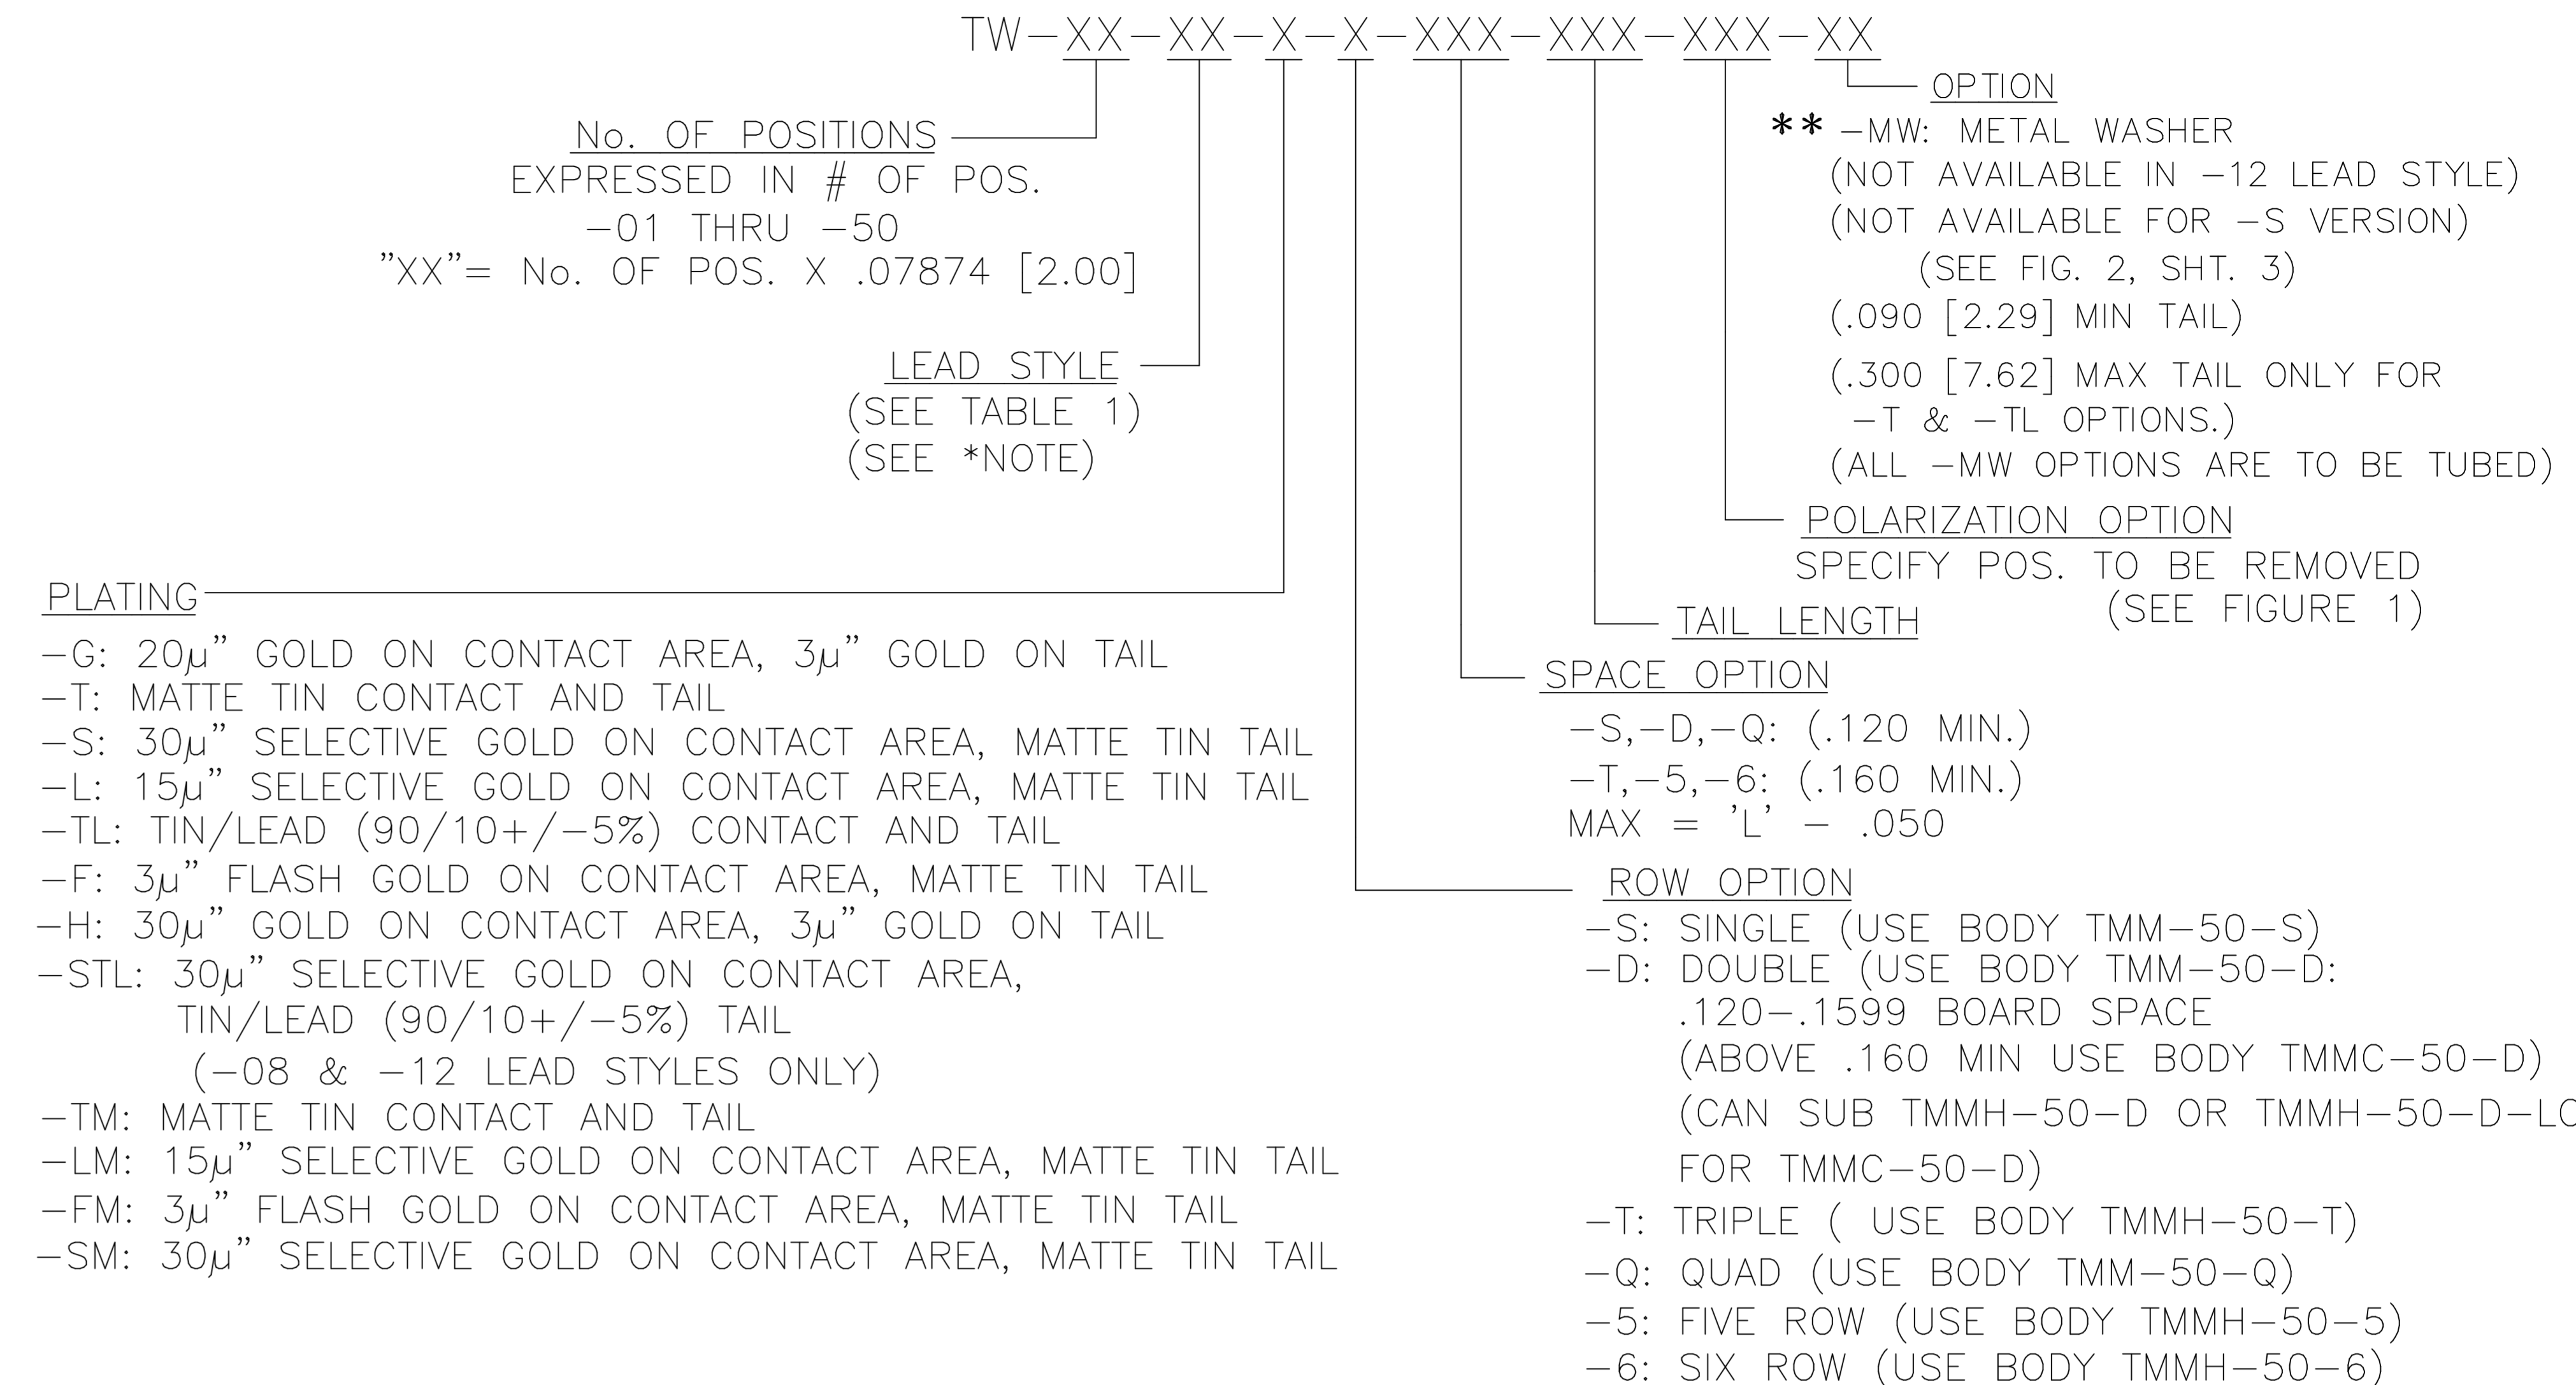 TW-XX-XX-X-X-XXX-XXX-XXX-XX
OPTION
** -MW: METAL WASHER
(NOT AVAILABLE IN -12 LEAD STYLE)
(NOT AVAILABLE FOR -S VERSION)
(SEE FIG. 2, SHT. 3)
(.090 [2.29] MIN TAIL)
(.300 [7.62] MAX TAIL ONLY FOR
-T & -TL OPTIONS.)
(ALL -MW OPTIONS ARE TO BE TUBED)
No. OF POSITIONS
EXPRESSED IN # OF POS.
-01 THRU -50
"XX"= No. OF POS. X .07874 [2.00]
LEAD STYLE
(SEE TABLE 1)
(SEE *NOTE)
POLARIZATION OPTION
SPECIFY POS. TO BE REMOVED
(SEE FIGURE 1)
TAIL LENGTH
SPACE OPTION
-S,-D,-Q: (.120 MIN.)
-T,-5,-6: (.160 MIN.)
MAX = 'L' - .050
PLATING
-G: 20µ" GOLD ON CONTACT AREA, 3µ" GOLD ON TAIL
-T: MATTE TIN CONTACT AND TAIL
-S: 30µ" SELECTIVE GOLD ON CONTACT AREA, MATTE TIN TAIL
-L: 15µ" SELECTIVE GOLD ON CONTACT AREA, MATTE TIN TAIL
-TL: TIN/LEAD (90/10+/-5%) CONTACT AND TAIL
-F: 3µ" FLASH GOLD ON CONTACT AREA, MATTE TIN TAIL
-H: 30µ" GOLD ON CONTACT AREA, 3µ" GOLD ON TAIL
-STL: 30µ" SELECTIVE GOLD ON CONTACT AREA,
TIN/LEAD (90/10+/-5%) TAIL
(-08 & -12 LEAD STYLES ONLY)
-TM: MATTE TIN CONTACT AND TAIL
-LM: 15µ" SELECTIVE GOLD ON CONTACT AREA, MATTE TIN TAIL
-FM: 3µ" FLASH GOLD ON CONTACT AREA, MATTE TIN TAIL
-SM: 30µ" SELECTIVE GOLD ON CONTACT AREA, MATTE TIN TAIL
ROW OPTION
-S: SINGLE (USE BODY TMM-50-S)
-D: DOUBLE (USE BODY TMM-50-D:
.120-.1599 BOARD SPACE
(ABOVE .160 MIN USE BODY TMMC-50-D)
(CAN SUB TMMH-50-D OR
FOR TMMC-50-D)
-T: TRIPLE ( USE BODY TMMH-50-T)
-Q: QUAD (USE BODY TMM-50-Q)
-5: FIVE ROW (USE BODY TMMH-50-5)
-6: SIX ROW (USE BODY TMMH-50-6)